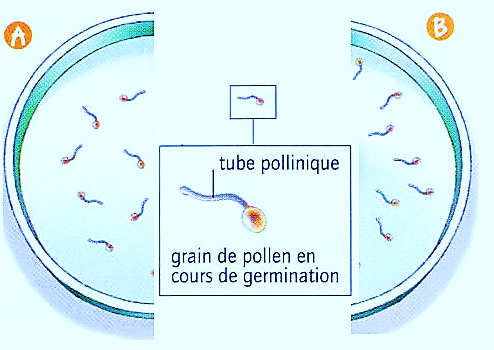 A
B
tube pollinique
grain de pollen en
cours de germination